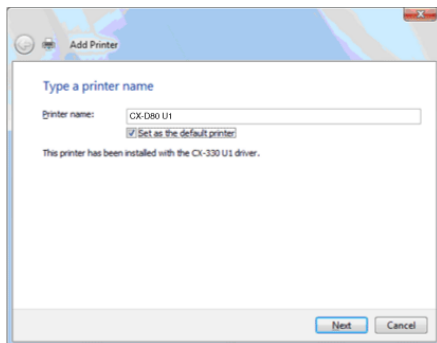 Add Printer
Type a printer name
Printer name: CX-D80 U1
Set as the default printer
This printer has been installed with the CX-330 U1 driver.
Next Cancel